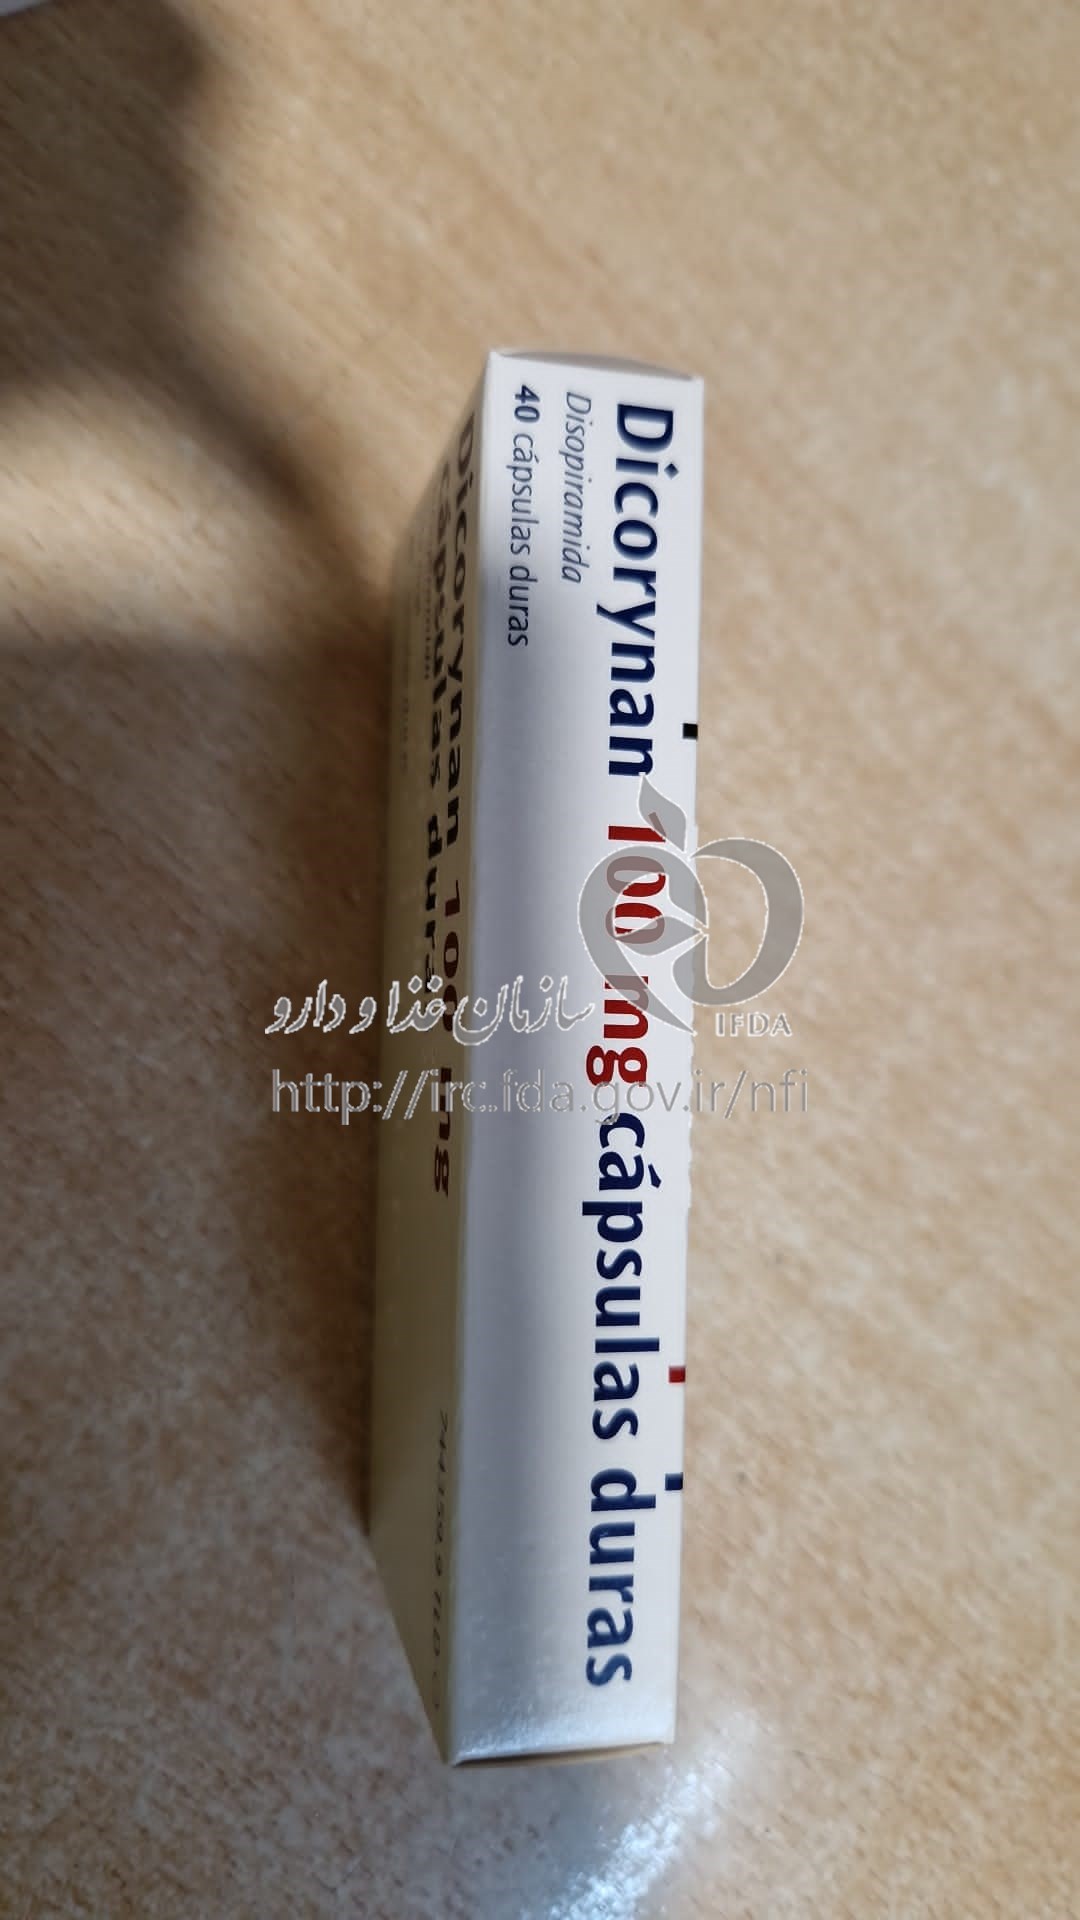 Dicorynan 100 mg cápsulas duras
Disopiramida
40 cápsulas duras
Dicorynan 100 mg
cápsulas duras
IFDA
سازمان غذا و دارو
http://irc.fda.gov.ir/nfi